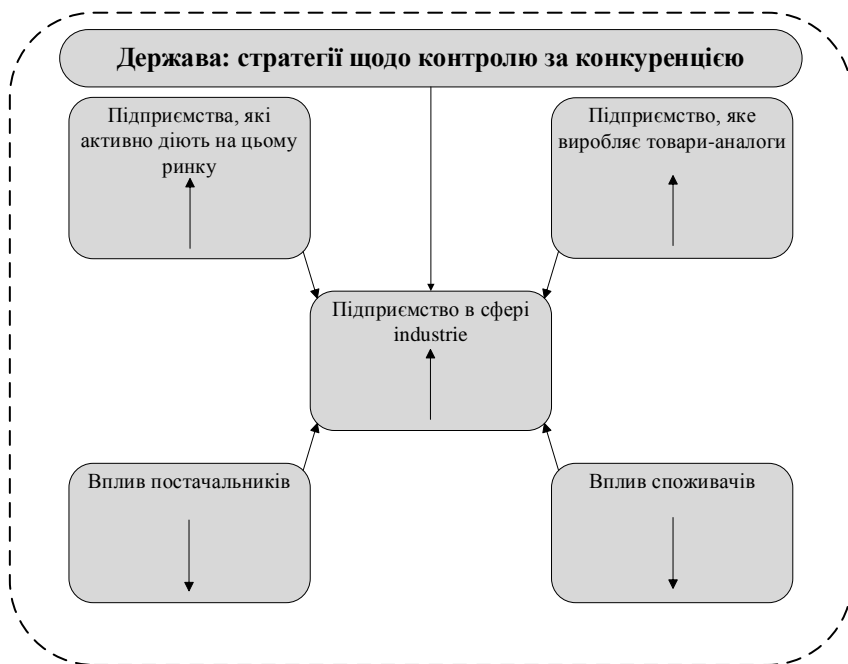 Держава: стратегії щодо контролю за конкуренцією
Підприємства, які
активно діють на цьому
ринку
Підприємство, яке
виробляє товари-аналоги
Підприємство в сфері
industrie
Вплив постачальників
Вплив споживачів